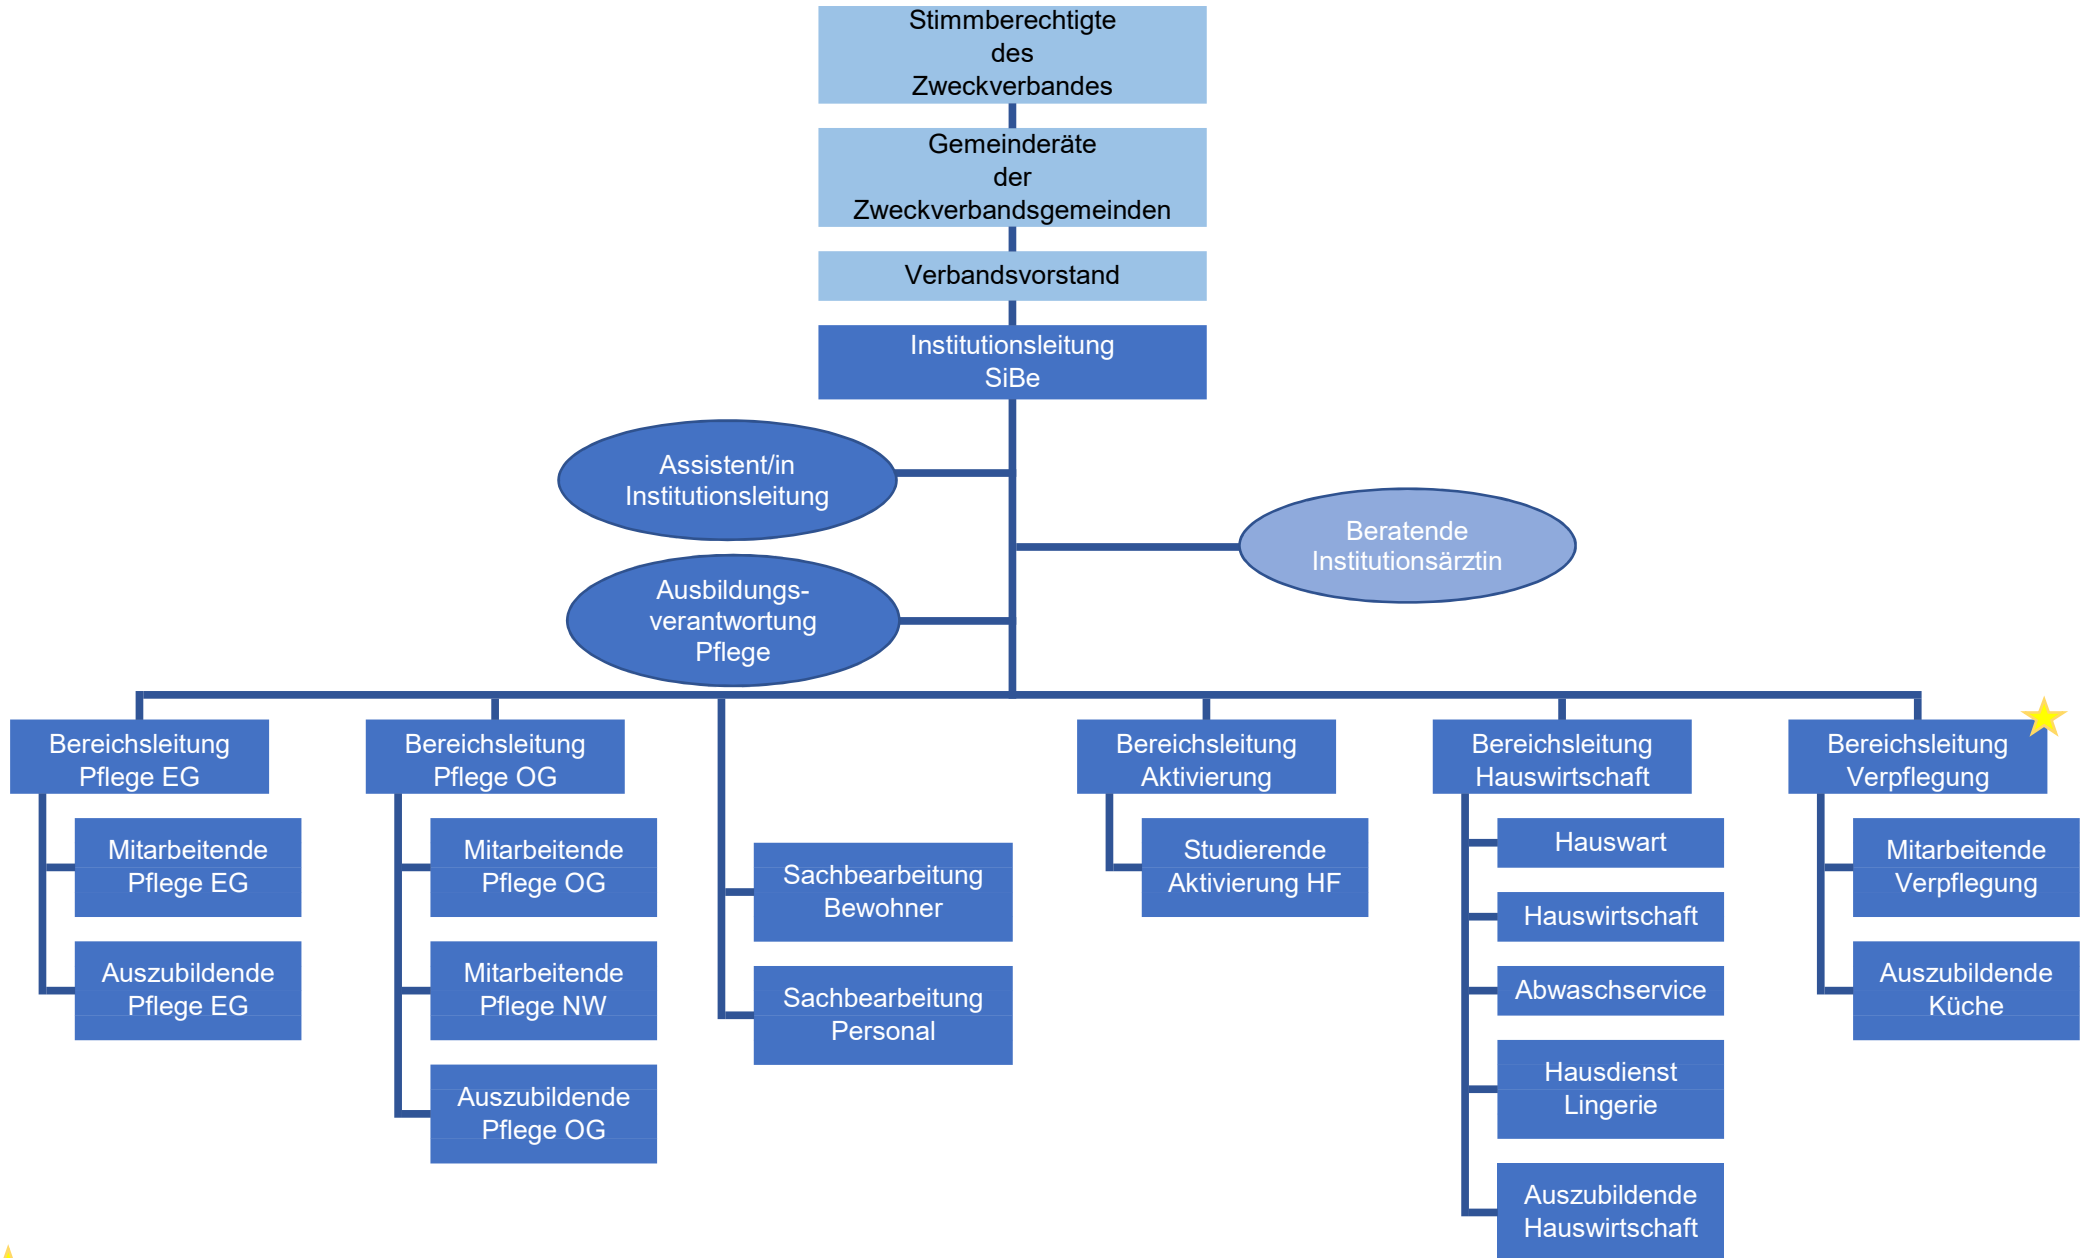 Stimmberechtigte
des
Zweckverbandes
Gemeinderäte
der
Zweckverbandsgemeinden
Verbandsvorstand
Institutionsleitung
SiBe
Assistent/in
Institutionsleitung
Beratende
Institutionsärztin
Ausbildungs-
verantwortung
Pflege
Bereichsleitung
Pflege EG
Mitarbeitende
Pflege EG
Auszubildende
Pflege EG
Bereichsleitung
Pflege OG
Mitarbeitende
Pflege OG
Mitarbeitende
Pflege NW
Auszubildende
Pflege OG
Sachbearbeitung
Bewohner
Sachbearbeitung
Personal
Bereichsleitung
Aktivierung
Studierende
Aktivierung HF
Bereichsleitung
Hauswirtschaft
Hauswart
Hauswirtschaft
Abwaschservice
Hausdienst
Lingerie
Auszubildende
Hauswirtschaft
Bereichsleitung
Verpflegung
Mitarbeitende
Verpflegung
Auszubildende
Küche